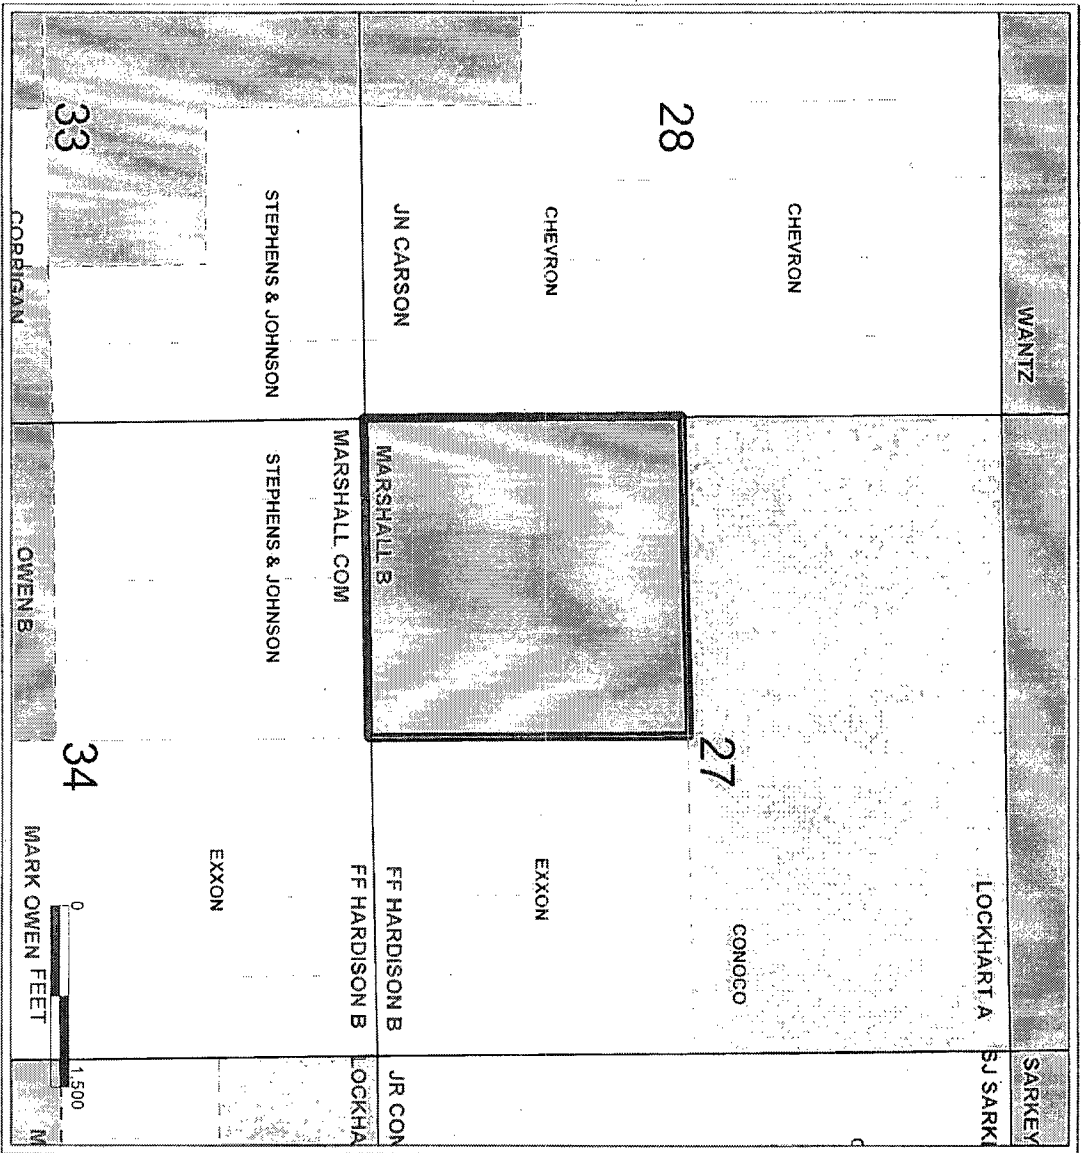 WANTZ
SARKEY
LOCKHART A
SJ SARK
28
CHEVRON
CONOCO
27
CHEVRON
EXXON
JN CARSON
MARSHALL B
FF HARDISON B
JR CON
MARSHALL COM
FF HARDISON B
LOCKHA
STEPHENS & JOHNSON
STEPHENS & JOHNSON
EXXON
33
34
0
1,500
FEET
CORRIGAN
OWEN B
MARK OWEN
M